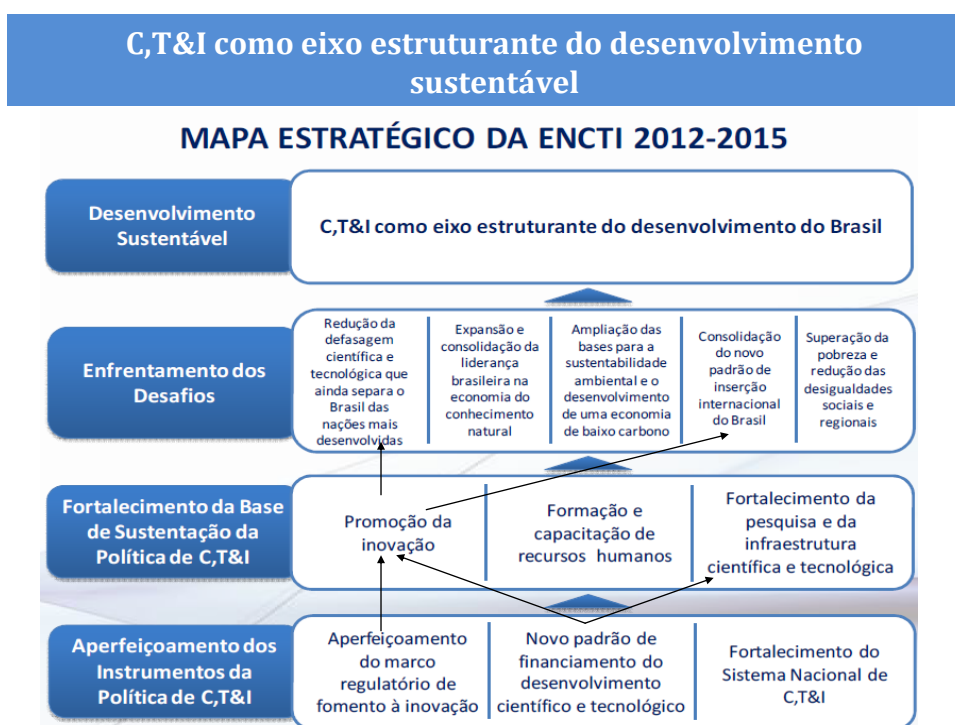 C,T&I como eixo estruturante do desenvolvimento
sustentável
MAPA ESTRATÉGICO DA ENCTI 2012-2015
Desenvolvimento
Sustentável
C,T&I como eixo estruturante do desenvolvimento do Brasil
Enfrentamento dos
Desafios
Redução da
defasagem
científica e
tecnológica que
ainda separa o
Brasil das
nações mais
desenvolvidas
Expansão e
consolidação da
liderança
brasileira na
economia do
conhecimento
natural
Ampliação das
bases para a
sustentabilidade
ambiental e o
desenvolvimento
de uma economia
de baixo carbono
Consolidação
do novo
padrão de
inserção
internacional
do Brasil
Superação da
pobreza e
redução das
desigualdades
sociais e
regionais
Fortalecimento da Base
de Sustentação da
Política de C,T&I
Promoção da
inovação
Formação e
capacitação de
recursos humanos
Fortalecimento da
pesquisa e da
infraestrutura
científica e tecnológica
Aperfeiçoamento dos
Instrumentos da
Política de C,T&I
Aperfeiçoamento
do marco
regulatório de
fomento à inovação
Novo padrão de
financiamento do
desenvolvimento
científico e tecnológico
Fortalecimento do
Sistema Nacional de
C,T&I